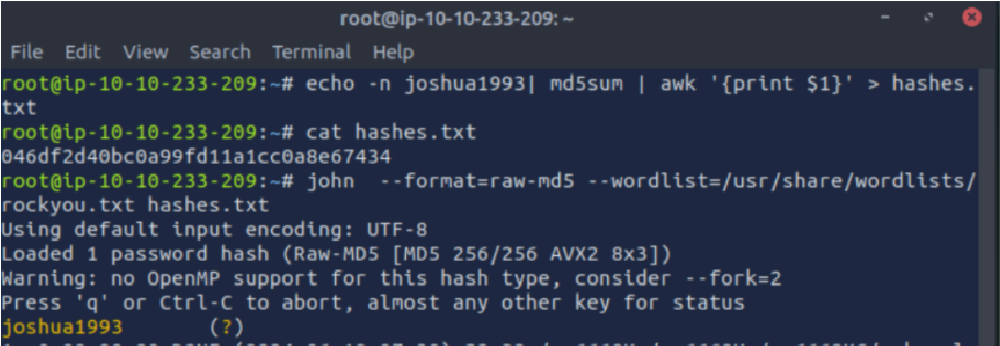 root@ip-10-10-233-209: ~
File Edit View Search Terminal Help
root@ip-10-10-233-209:~# echo -n joshua1993| md5sum | awk '{print $1}' > hashes.
txt
root@ip-10-10-233-209:~# cat hashes.txt
046df2d40bc0a99fd11a1cc0a8e67434
root@ip-10-10-233-209:~# john  --format=raw-md5 --wordlist=/usr/share/wordlists/
rockyou.txt hashes.txt
Using default input encoding: UTF-8
Loaded 1 password hash (Raw-MD5 [MD5 256/256 AVX2 8x3])
Warning: no OpenMP support for this hash type, consider --fork=2
Press 'q' or Ctrl-C to abort, almost any other key for status
joshua1993       (?)